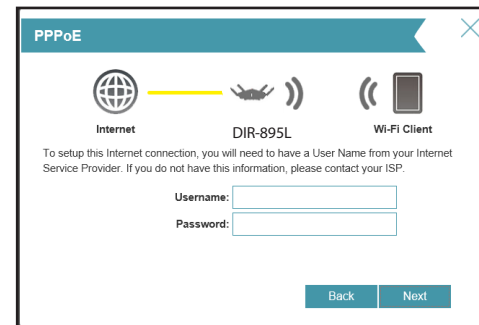 PPPoE
Internet
DIR-895L
Wi-Fi Client
To setup this Internet connection, you will need to have a User Name from your Internet
Service Provider. If you do not have this information, please contact your ISP.
Username:
Password:
Back Next